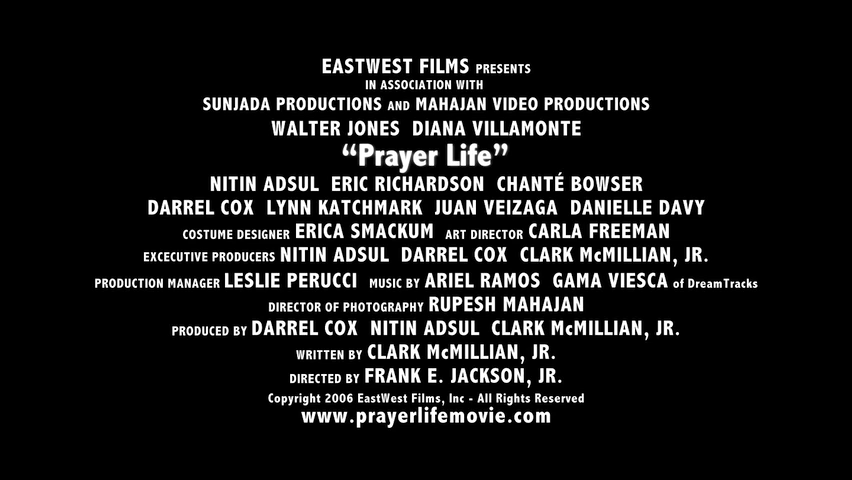 EASTWEST FILMS PRESENTS
IN ASSOCIATION WITH
SUNJADA PRODUCTIONS AND MAHAJAN VIDEO PRODUCTIONS
WALTER JONES DIANA VILLAMONTE
“Prayer Life”
NITIN ADSUL ERIC RICHARDSON CHANTÉ BOWSER
DARREL COX LYNN KATCHMARK JUAN VEIZAGA DANIELLE DAVY
COSTUME DESIGNER ERICA SMACKUM ART DIRECTOR CARLA FREEMAN
EXCECUTIVE PRODUCERS NITIN ADSUL DARREL COX CLARK McMILLIAN, JR.
PRODUCTION MANAGER LESLIE PERUCCI MUSIC BY ARIEL RAMOS GAMA VIESCA of DreamTracks
DIRECTOR OF PHOTOGRAPHY RUPESH MAHAJAN
PRODUCED BY DARREL COX NITIN ADSUL CLARK McMILLIAN, JR.
WRITTEN BY CLARK McMILLIAN, JR.
DIRECTED BY FRANK E. JACKSON, JR.
Copyright 2006 EastWest Films, Inc - All Rights Reserved
www.prayerlifemovie.com